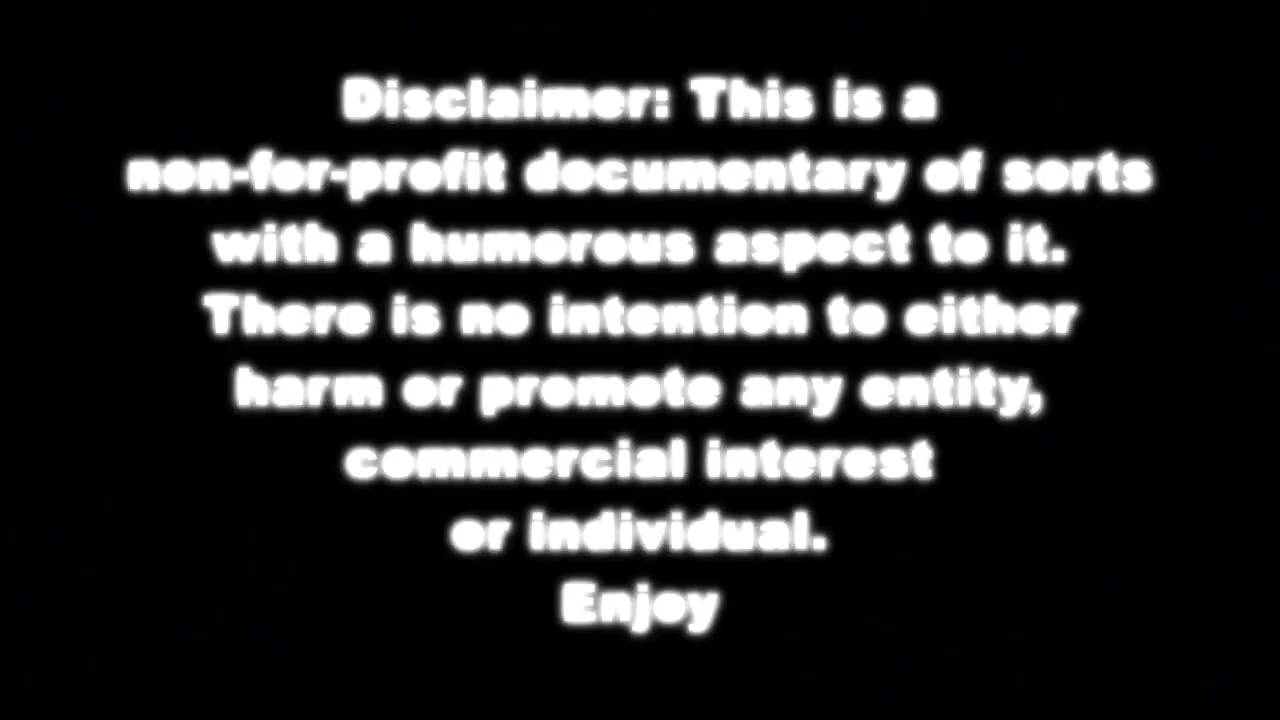 Disclaimer: This is a
non-for-profit documentary of sorts
with a humorous aspect to it.
There is no intention to either
harm or promote any entity,
commercial interest
or individual.
Enjoy